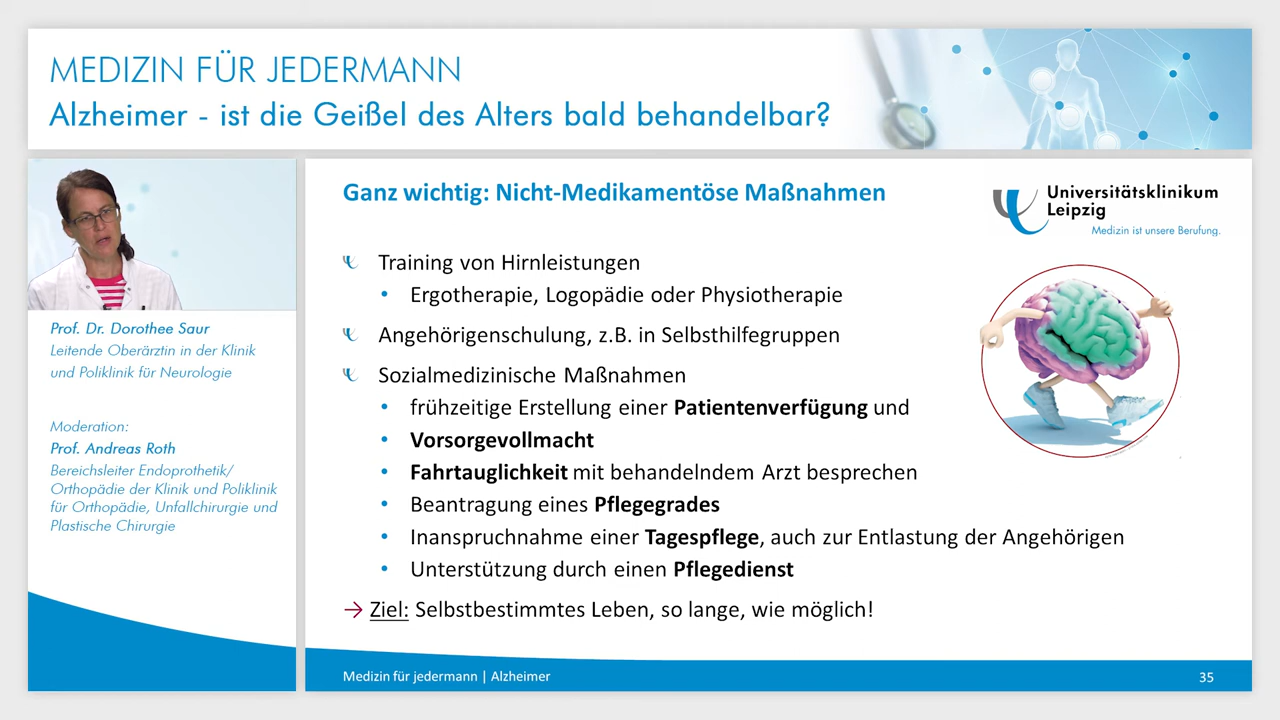 MEDIZIN FÜR JEDERMANN
Alzheimer - ist die Geißel des Alters bald behandelbar?
Prof. Dr. Dorothee Saur
Leitende Oberärztin in der Klinik
und Poliklinik für Neurologie
Moderation:
Prof. Andreas Roth
Bereichsleiter Endoprothetik/
Orthopädie der Klinik und Poliklinik
für Orthopädie, Unfallchirurgie und
Plastische Chirurgie
Ganz wichtig: Nicht-Medikamentöse Maßnahmen
Universitätsklinikum
Leipzig
Medizin ist unsere Berufung.
Training von Hirnleistungen
• Ergotherapie, Logopädie oder Physiotherapie
Angehörigenschulung, z.B. in Selbsthilfegruppen
Sozialmedizinische Maßnahmen
• frühzeitige Erstellung einer Patientenverfügung und
• Vorsorgevollmacht
• Fahrtauglichkeit mit behandelndem Arzt besprechen
• Beantragung eines Pflegegrades
• Inanspruchnahme einer Tagespflege, auch zur Entlastung der Angehörigen
• Unterstützung durch einen Pflegedienst
→ Ziel: Selbstbestimmtes Leben, so lange, wie möglich!
Medizin für jedermann | Alzheimer
35